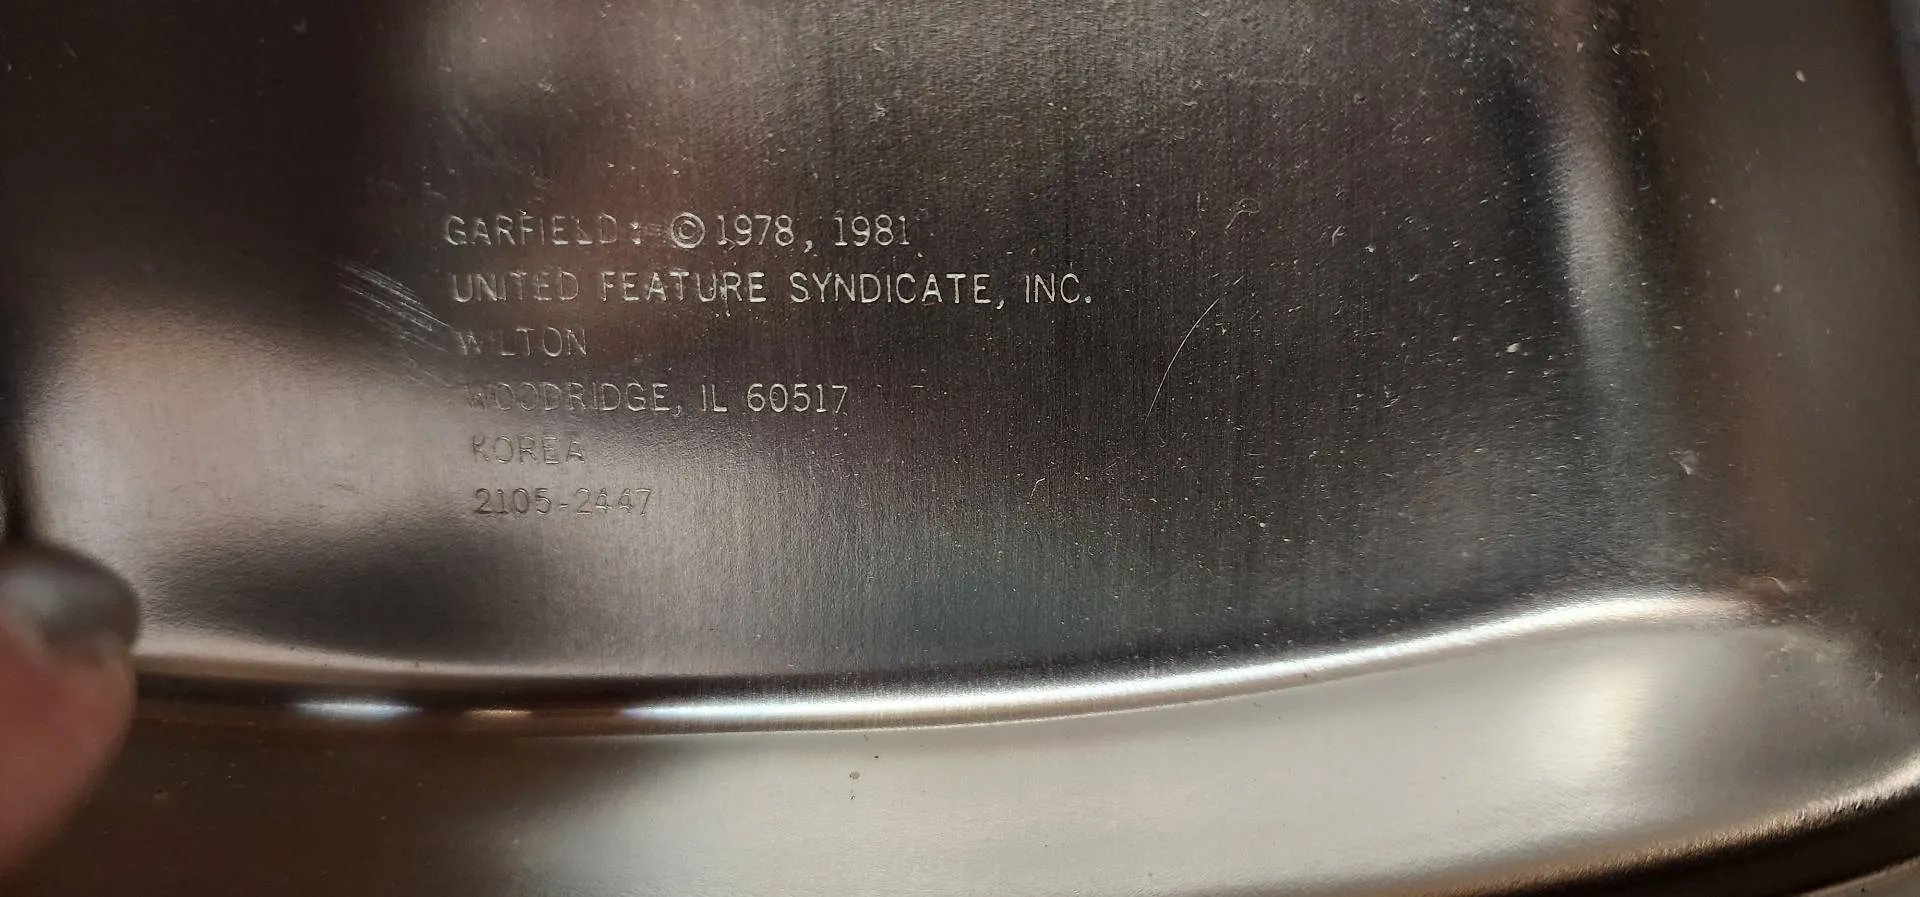 GARFIELD: ©1978, 1981
UNITED FEATURE SYNDICATE, INC.
WILTON
WOODRIDGE, IL 60517
KOREA
2105-2447